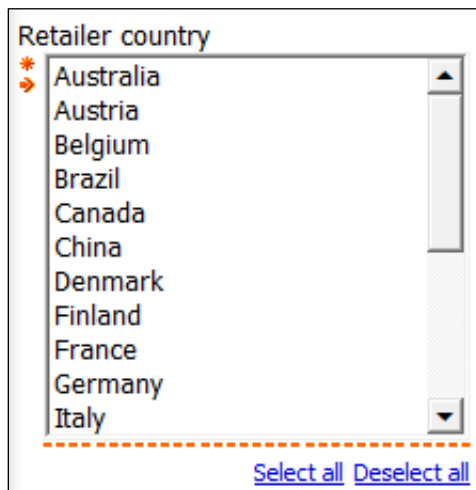 Retailer country
Australia
Austria
Belgium
Brazil
Canada
China
Denmark
Finland
France
Germany
Italy
Select all Deselect all